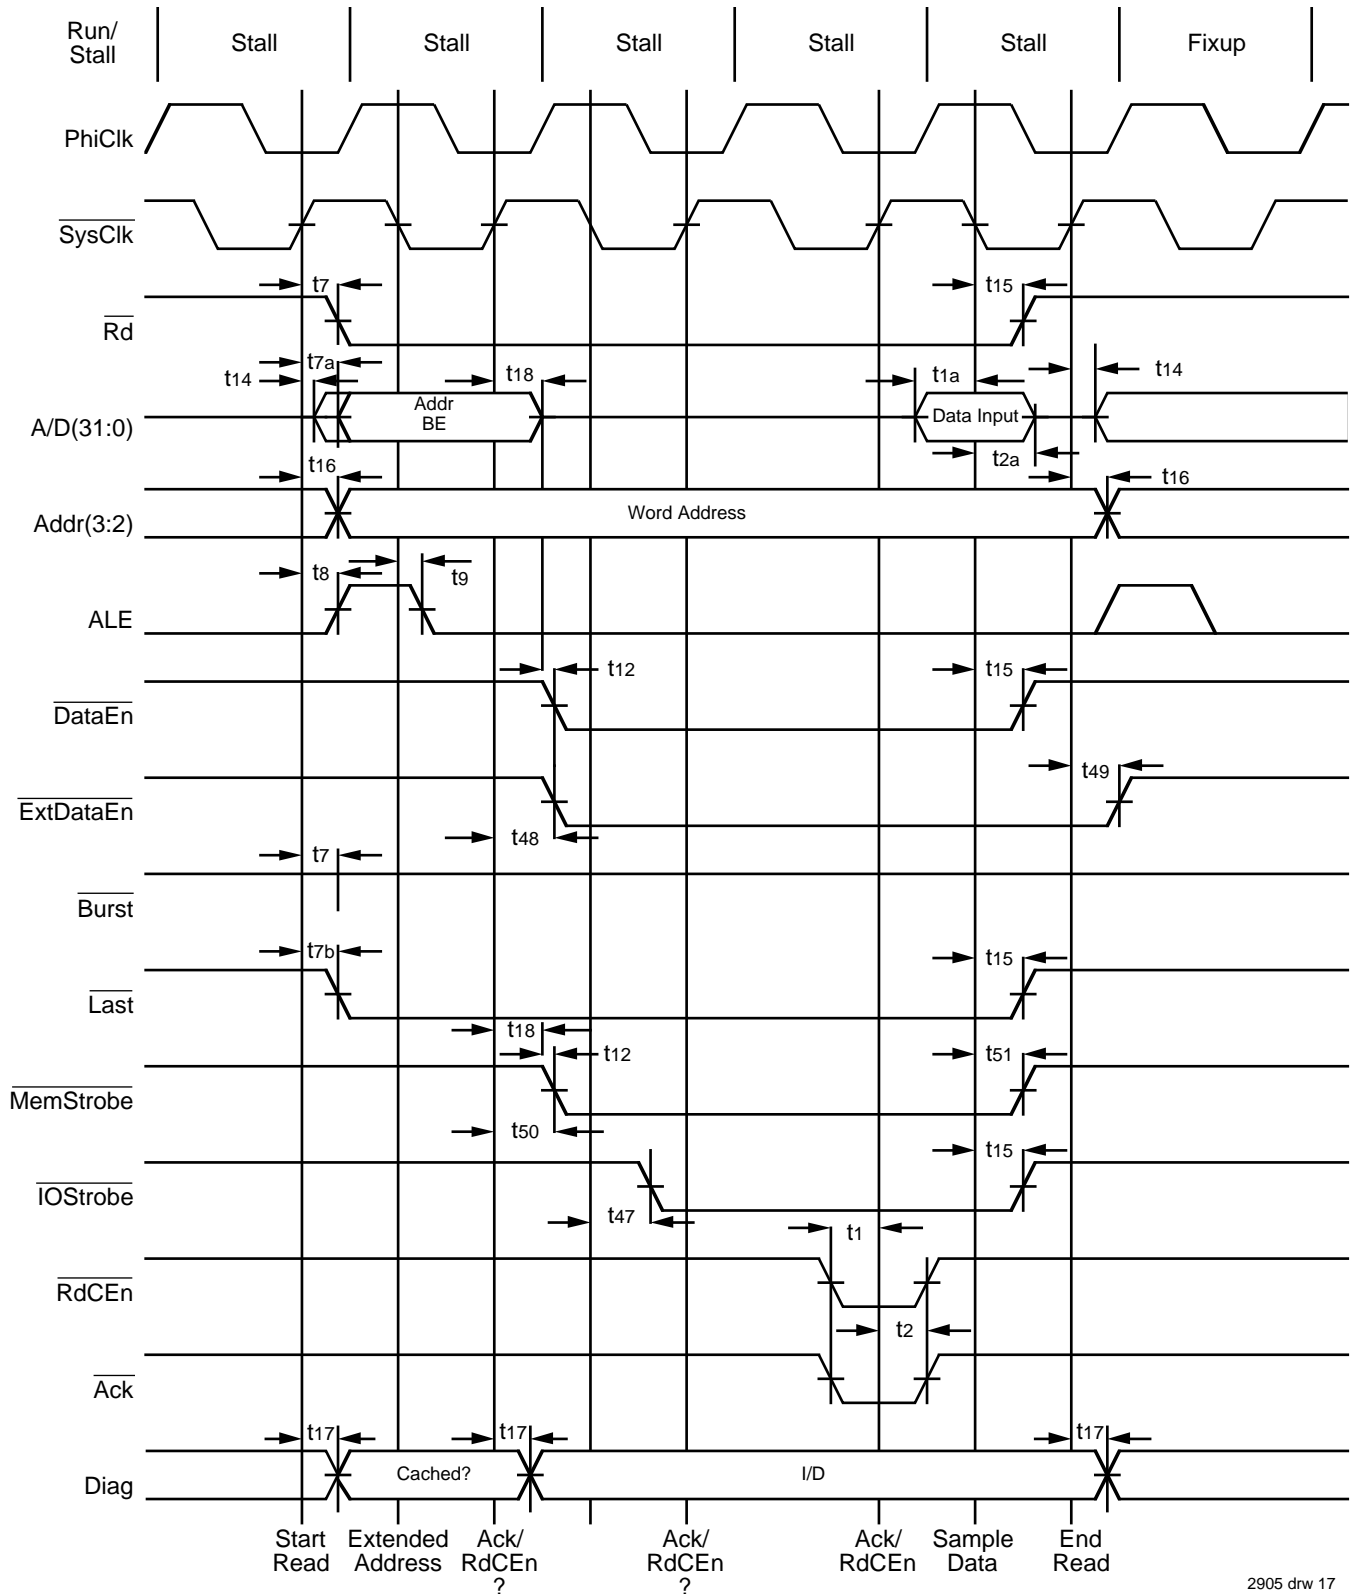 Run/
Stall
Stall
Stall
Stall
Stall
Stall
Fixup
PhiClk
SysClk
t7
t15
Rd
t7a
t14
t18
t1a
t14
Addr
BE
Data Input
A/D(31:0)
t2a
t16
t16
Word Address
Addr(3:2)
t8
t9
ALE
t12
t15
DataEn
t49
ExtDataEn
t48
t7
Burst
t7b
t15
Last
t18
t12
t51
MemStrobe
t50
t15
IOStrobe
t47
t1
RdCEn
t2
Ack
t17
t17
t17
Cached?
I/D
Diag
Start
Read
Extended
Address
Ack/
RdCEn
?
Ack/
RdCEn
?
Ack/
RdCEn
Sample
Data
End
Read
2905 drw 17